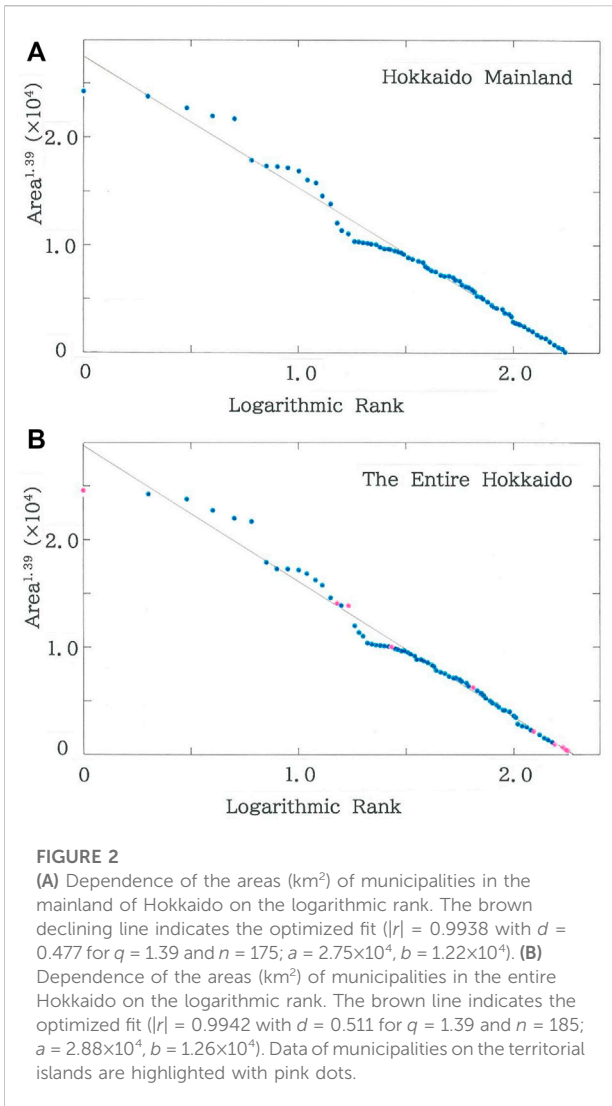 A
Hokkaido Mainland
Area^1.39 (×10⁴)
2.0
1.0
0
0
1.0
2.0
Logarithmic Rank
B
The Entire Hokkaido
Area^1.39 (×10⁴)
2.0
1.0
0
0
1.0
2.0
Logarithmic Rank
FIGURE 2
(A) Dependence of the areas (km²) of municipalities in the
mainland of Hokkaido on the logarithmic rank. The brown
declining line indicates the optimized fit (|r| = 0.9938 with d =
0.477 for q = 1.39 and n = 175; a = 2.75×10⁴, b = 1.22×10⁴). (B)
Dependence of the areas (km²) of municipalities in the entire
Hokkaido on the logarithmic rank. The brown line indicates the
optimized fit (|r| = 0.9942 with d = 0.511 for q = 1.39 and n = 185;
a = 2.88×10⁴, b = 1.26×10⁴). Data of municipalities on the territorial
islands are highlighted with pink dots.